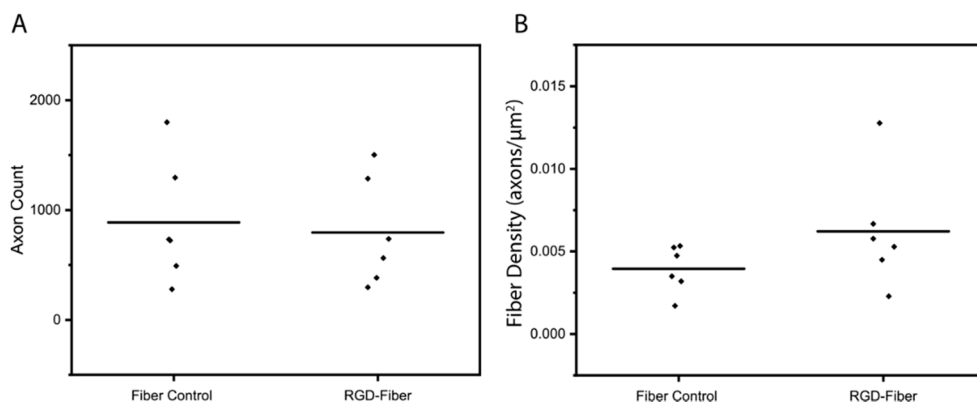 A
Axon Count
2000
1000
0
Fiber Control
RGD-Fiber
B
Fiber Density (axons/μm²)
0.015
0.010
0.005
0.000
Fiber Control
RGD-Fiber